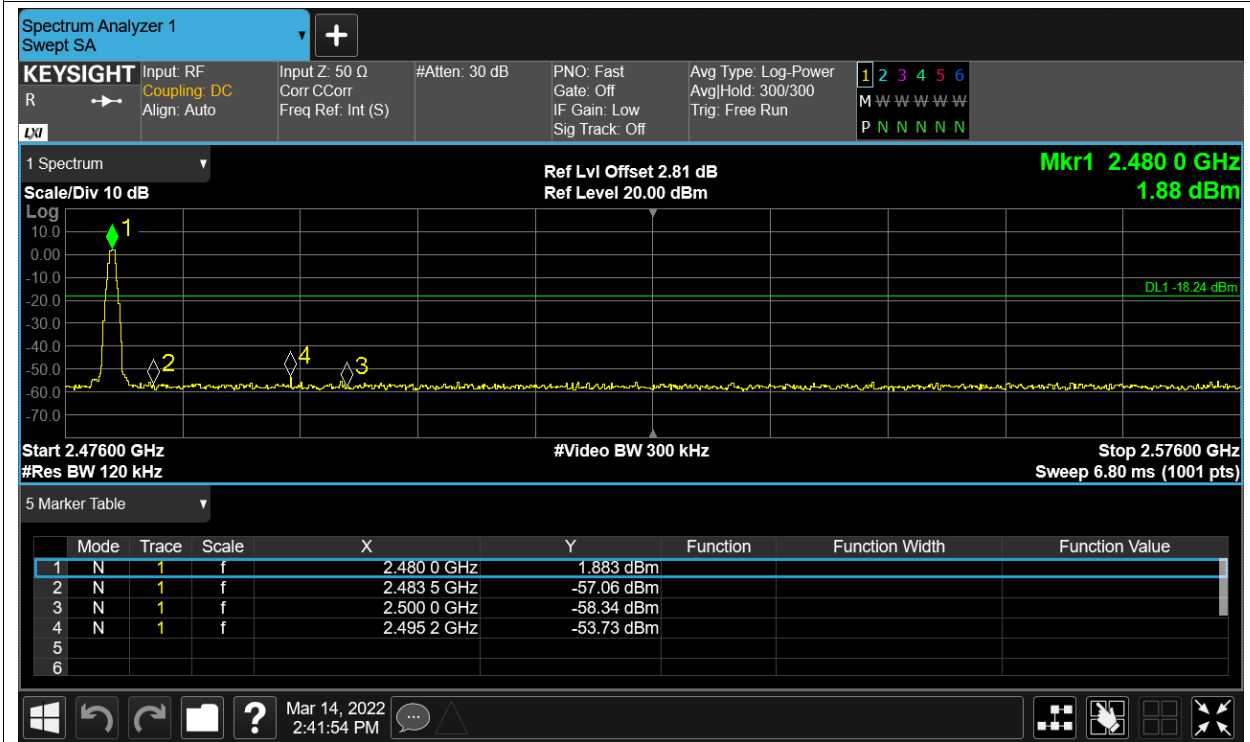 Spectrum Analyzer 1
Swept SA
+
KEYSIGHT Input: RF Input Z: 50 Ω #Atten: 30 dB PNO: Fast Avg Type: Log-Power 1 2 3 4 5 6
R Coupling: DC Corr CCorr Gate: Off Avg|Hold: 300/300 M W W W W W
Align: Auto Freq Ref: Int (S) IF Gain: Low Trig: Free Run
LXI Sig Track: Off P N N N N N
1 Spectrum Ref Lvl Offset 2.81 dB Mkr1 2.480 0 GHz
Scale/Div 10 dB Ref Level 20.00 dBm 1.88 dBm
Log
1
10.0
0.00
-10.0
DL1 -18.24 dBm
-20.0
-30.0
-40.0
2 4 3
-50.0
-60.0
-70.0
Start 2.47600 GHz #Video BW 300 kHz Stop 2.57600 GHz
#Res BW 120 kHz Sweep 6.80 ms (1001 pts)
5 Marker Table
Mode Trace Scale X Y Function Function Width Function Value
1 N 1 f 2.480 0 GHz 1.883 dBm
2 N 1 f 2.483 5 GHz -57.06 dBm
3 N 1 f 2.500 0 GHz -58.34 dBm
4 N 1 f 2.495 2 GHz -53.73 dBm
5
6
? Mar 14, 2022
2:41:54 PM